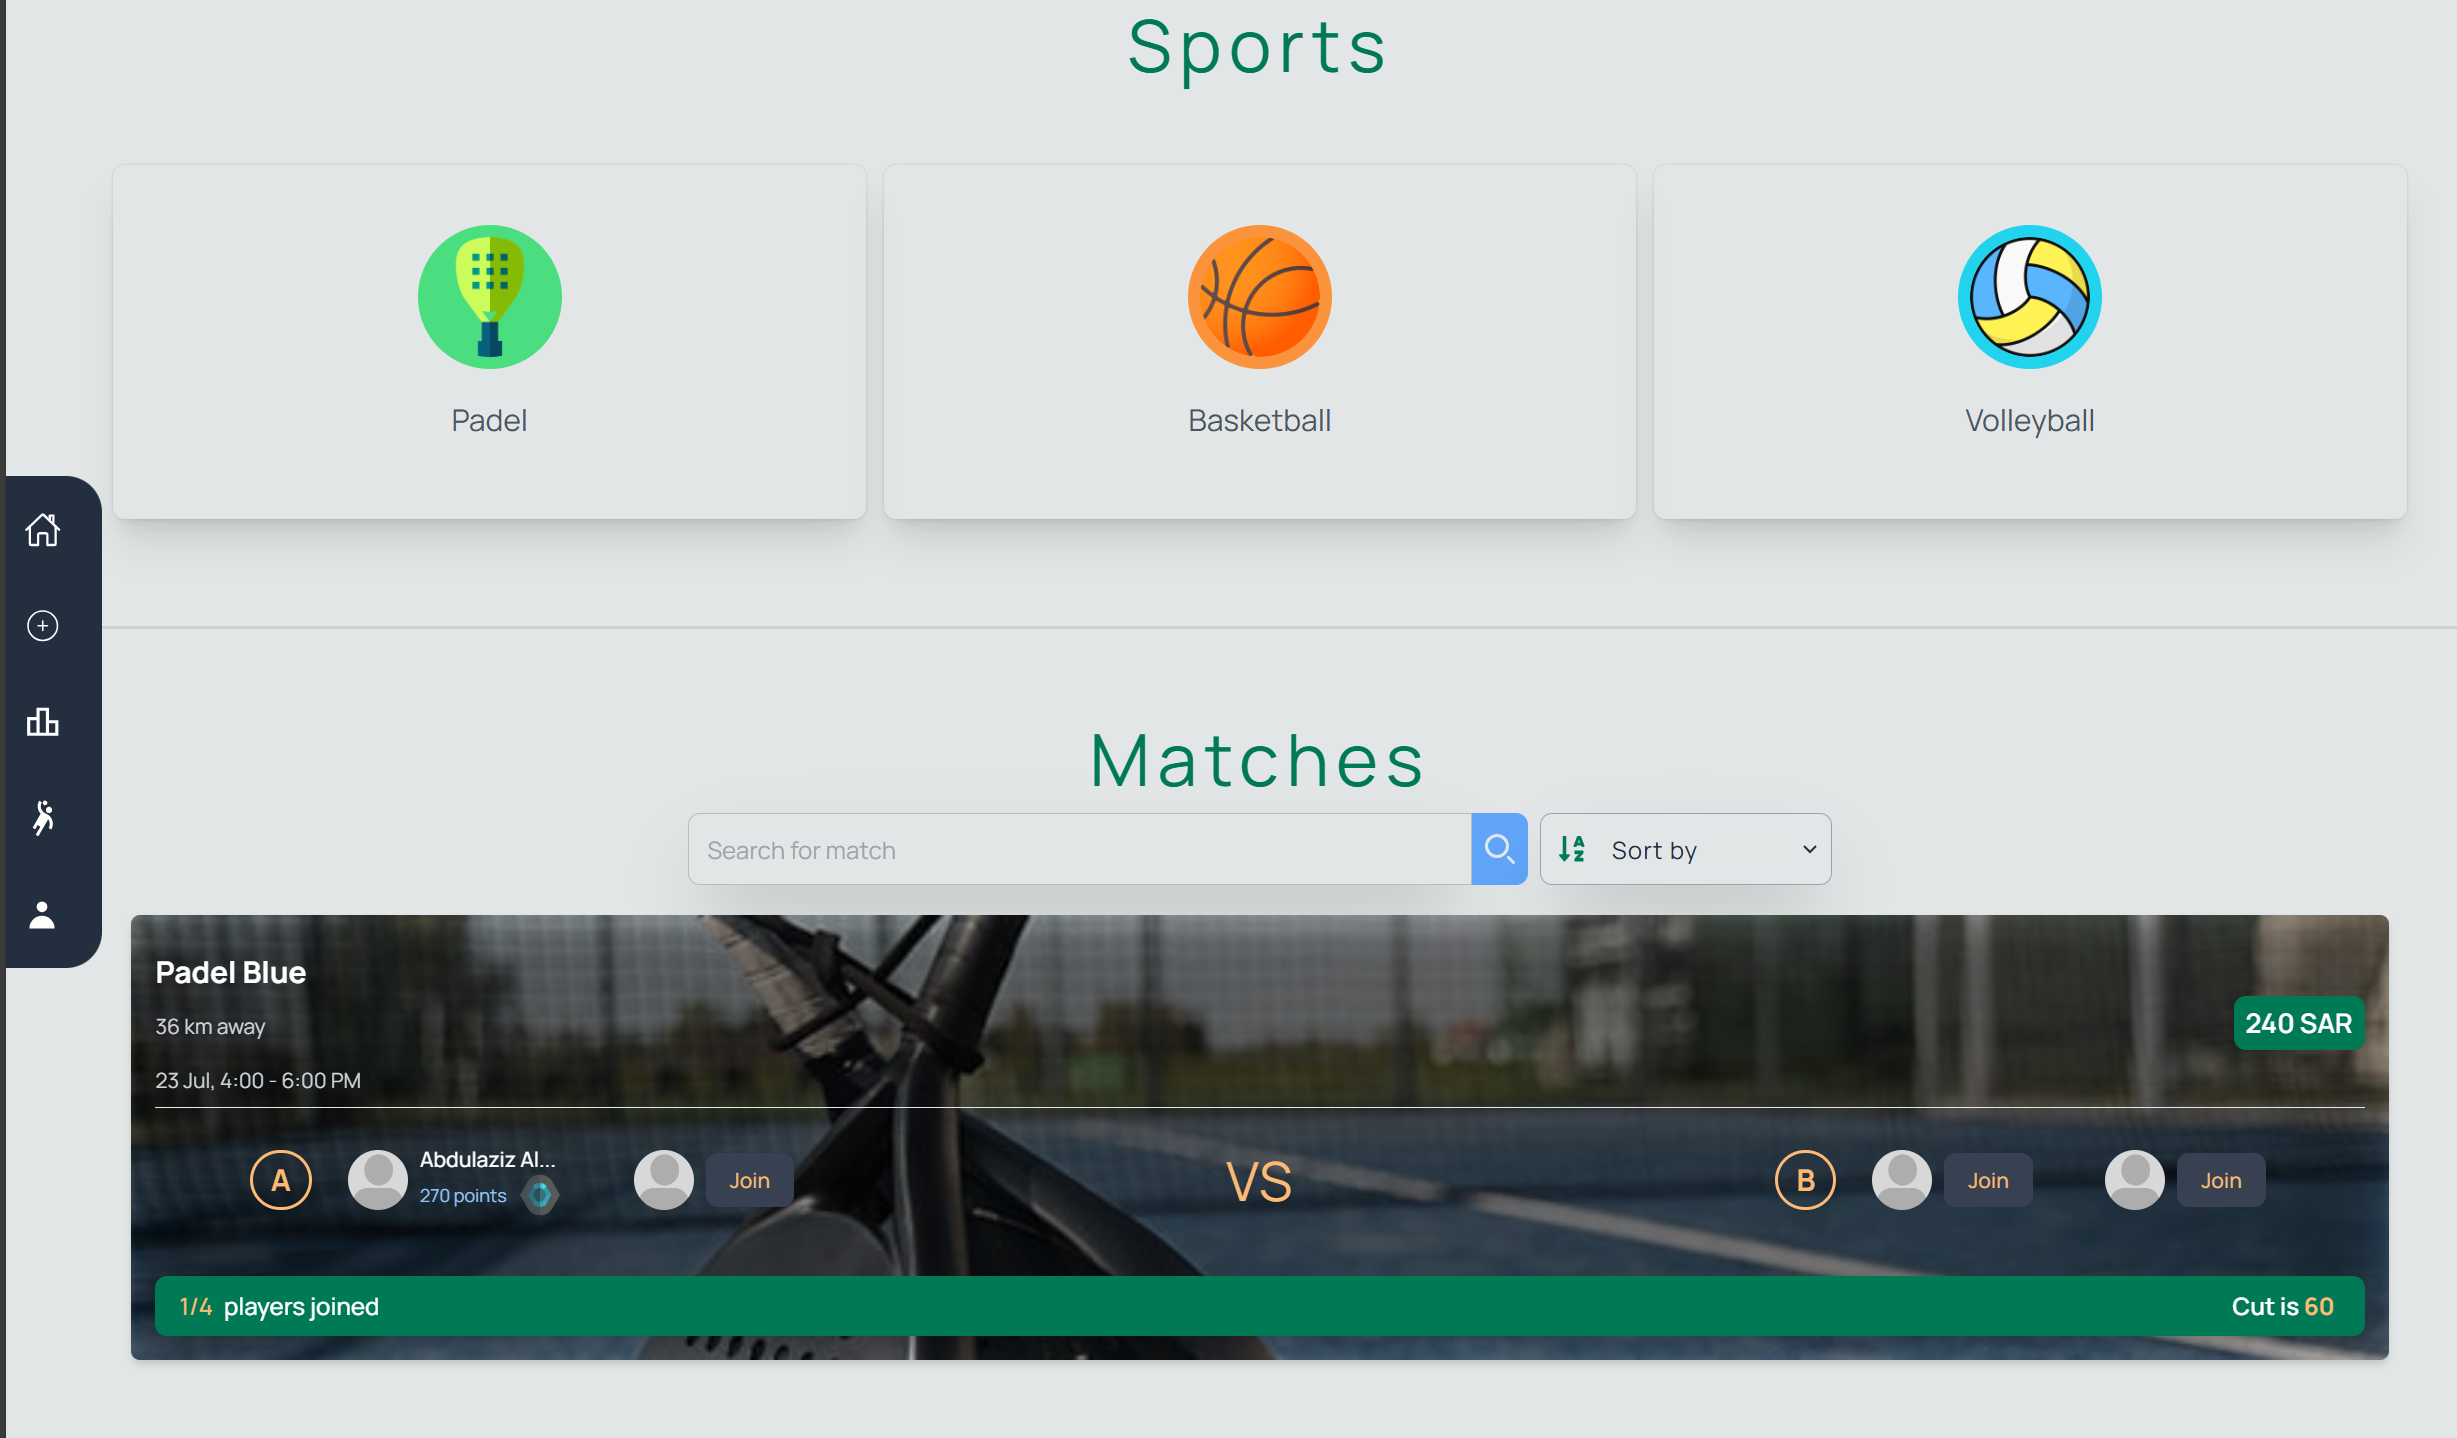 Sports
Padel
Basketball
Volleyball
Matches
Search for match
Sort by
Padel Blue
36 km away
240 SAR
23 Jul, 4:00 - 6:00 PM
A
Abdulaziz Al...
270 points
Join
VS
B
Join
Join
1/4 players joined
Cut is 60